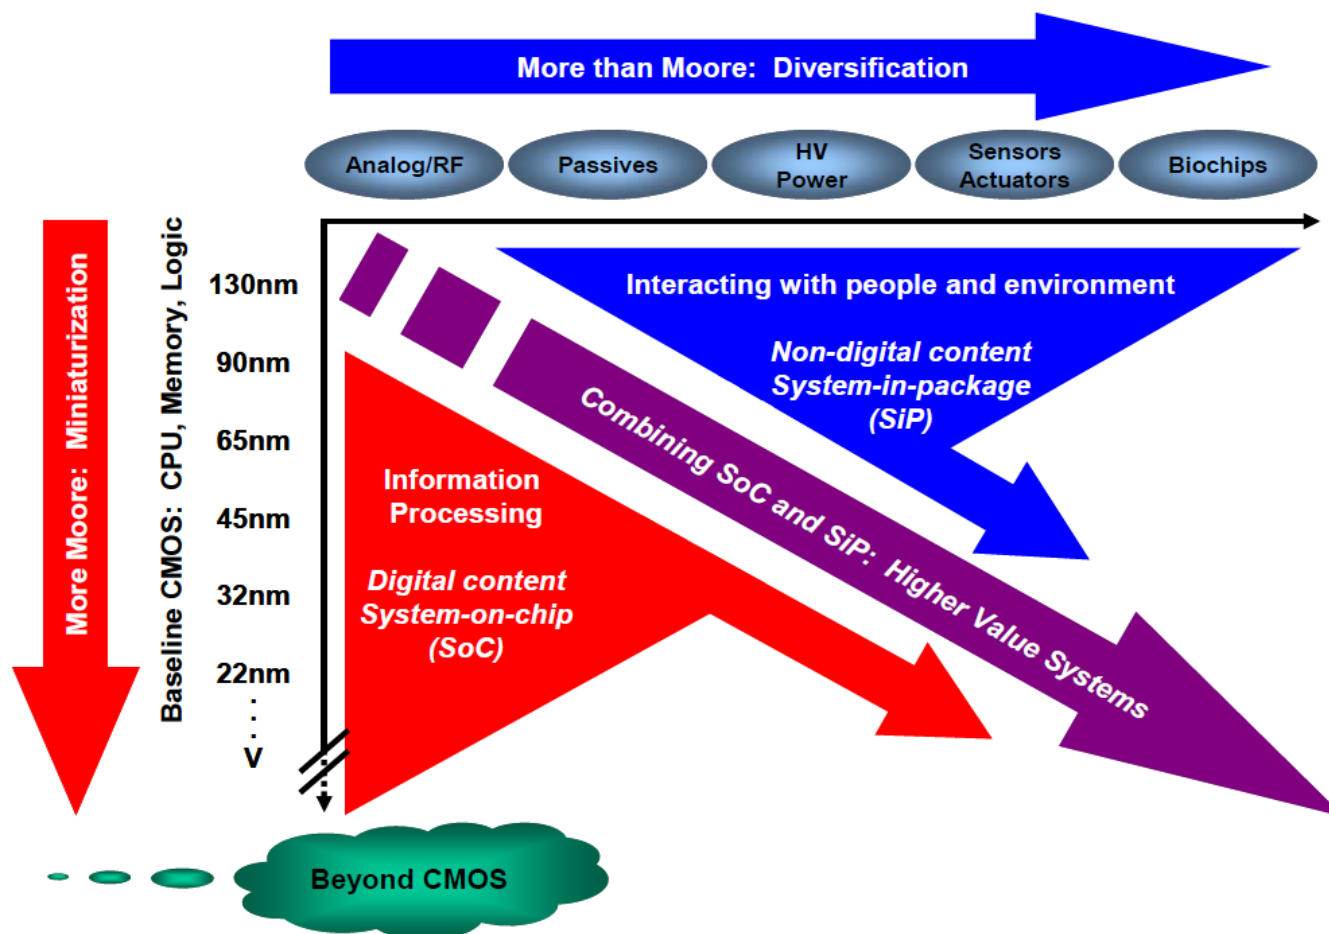 More than Moore: Diversification
Analog/RF
Passives
HV
Power
Sensors
Actuators
Biochips
More Moore: Miniaturization
Baseline CMOS: CPU, Memory, Logic
130nm
90nm
65nm
45nm
32nm
22nm
V
Interacting with people and environment
Non-digital content
System-in-package
(SiP)
Combining SoC and SiP: Higher Value Systems
Information
Processing
Digital content
System-on-chip
(SoC)
Beyond CMOS